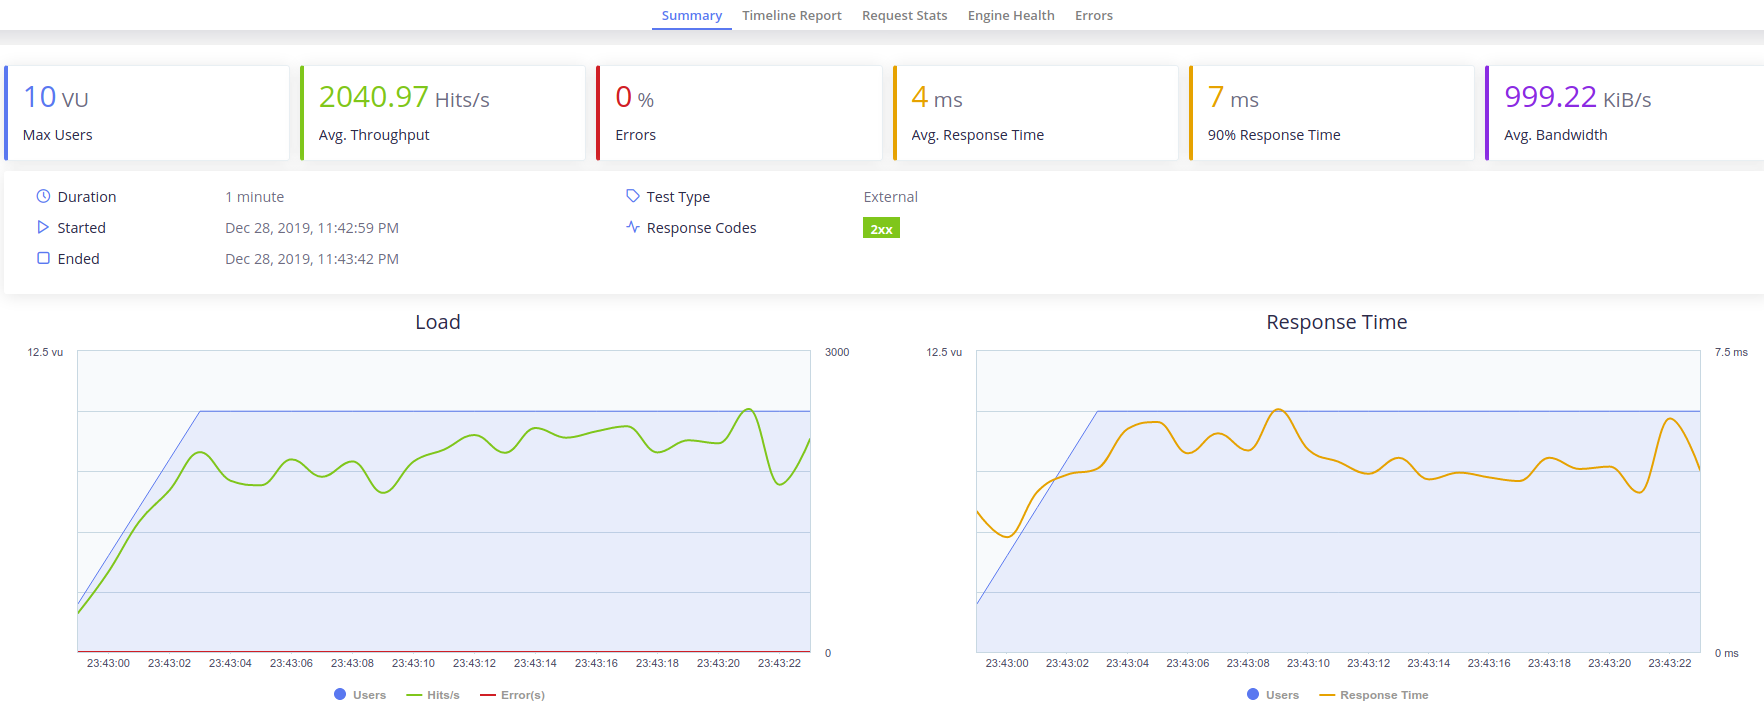 Summary Timeline Report Request Stats Engine Health Errors
10 VU 2040.97 Hits/s 0 % 4 ms 7 ms 999.22 KiB/s
Max Users Avg. Throughput Errors Avg. Response Time 90% Response Time Avg. Bandwidth
Duration 1 minute Test Type External
Started Dec 28, 2019, 11:42:59 PM Response Codes 2xx
Ended Dec 28, 2019, 11:43:42 PM
Load
12.5 vu 3000
0
23:43:00 23:43:02 23:43:04 23:43:06 23:43:08 23:43:10 23:43:12 23:43:14 23:43:16 23:43:18 23:43:20 23:43:22
Users Hits/s Error(s)
Response Time
12.5 vu 7.5 ms
0 ms
23:43:00 23:43:02 23:43:04 23:43:06 23:43:08 23:43:10 23:43:12 23:43:14 23:43:16 23:43:18 23:43:20 23:43:22
Users Response Time